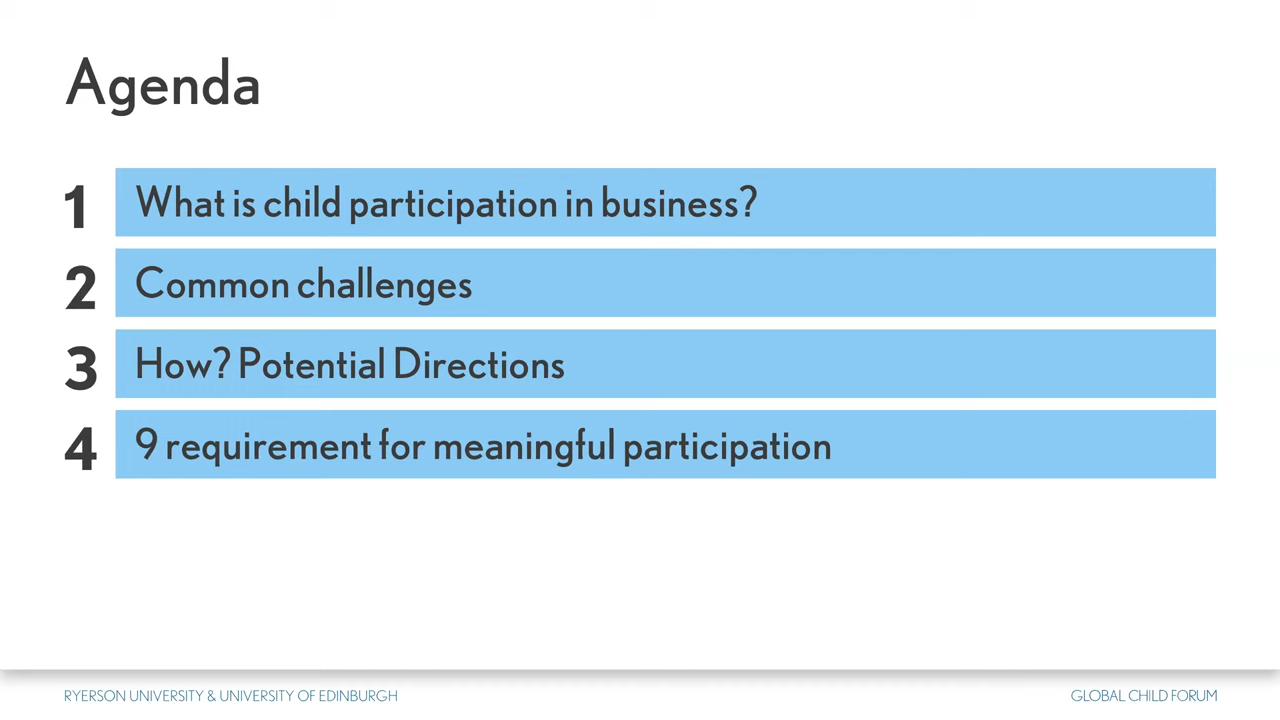 Agenda
1 What is child participation in business?
2 Common challenges
3 How? Potential Directions
4 9 requirement for meaningful participation
RYERSON UNIVERSITY & UNIVERSITY OF EDINBURGH
GLOBAL CHILD FORUM